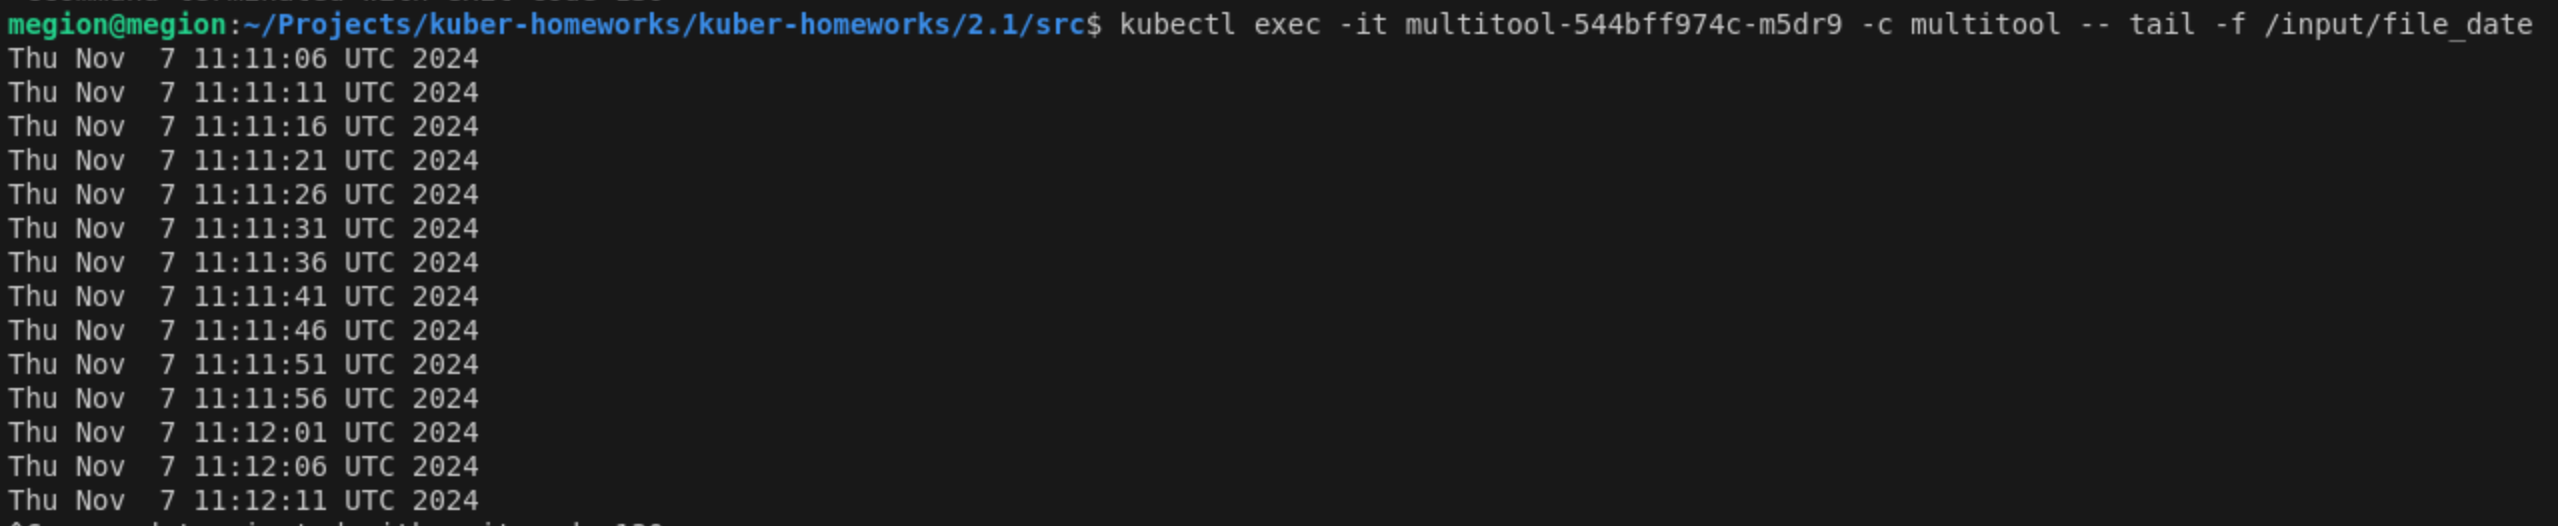 megion@megion:~/Projects/kuber-homeworks/kuber-homeworks/2.1/src$ kubectl exec -it multitool-544bff974c-m5dr9 -c multitool -- tail -f /input/file_date
Thu Nov  7 11:11:06 UTC 2024
Thu Nov  7 11:11:11 UTC 2024
Thu Nov  7 11:11:16 UTC 2024
Thu Nov  7 11:11:21 UTC 2024
Thu Nov  7 11:11:26 UTC 2024
Thu Nov  7 11:11:31 UTC 2024
Thu Nov  7 11:11:36 UTC 2024
Thu Nov  7 11:11:41 UTC 2024
Thu Nov  7 11:11:46 UTC 2024
Thu Nov  7 11:11:51 UTC 2024
Thu Nov  7 11:11:56 UTC 2024
Thu Nov  7 11:12:01 UTC 2024
Thu Nov  7 11:12:06 UTC 2024
Thu Nov  7 11:12:11 UTC 2024